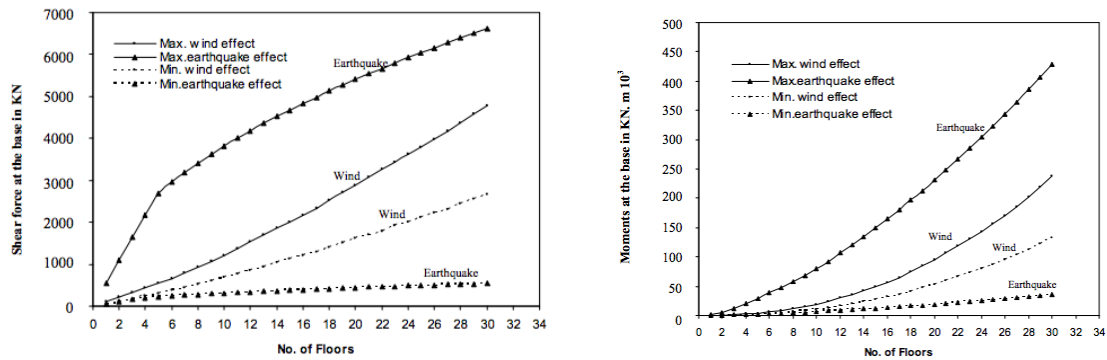 Shear force at the base in KN
7000
6000
5000
4000
3000
2000
1000
0
Max. wind effect
Max.earthquake effect
Min. wind effect
Min.earthquake effect
Earthquake
Wind
Wind
Earthquake
0 2 4 6 8 10 12 14 16 18 20 22 24 26 28 30 32 34
No. of Floors
Moments at the base in KN. m 10³
500
450
400
350
300
250
200
150
100
50
0
Max. wind effect
Max.earthquake effect
Min. wind effect
Min.earthquake effect
Earthquake
Wind
Wind
Earthquake
0 2 4 6 8 10 12 14 16 18 20 22 24 26 28 30 32 34
No. of Floors